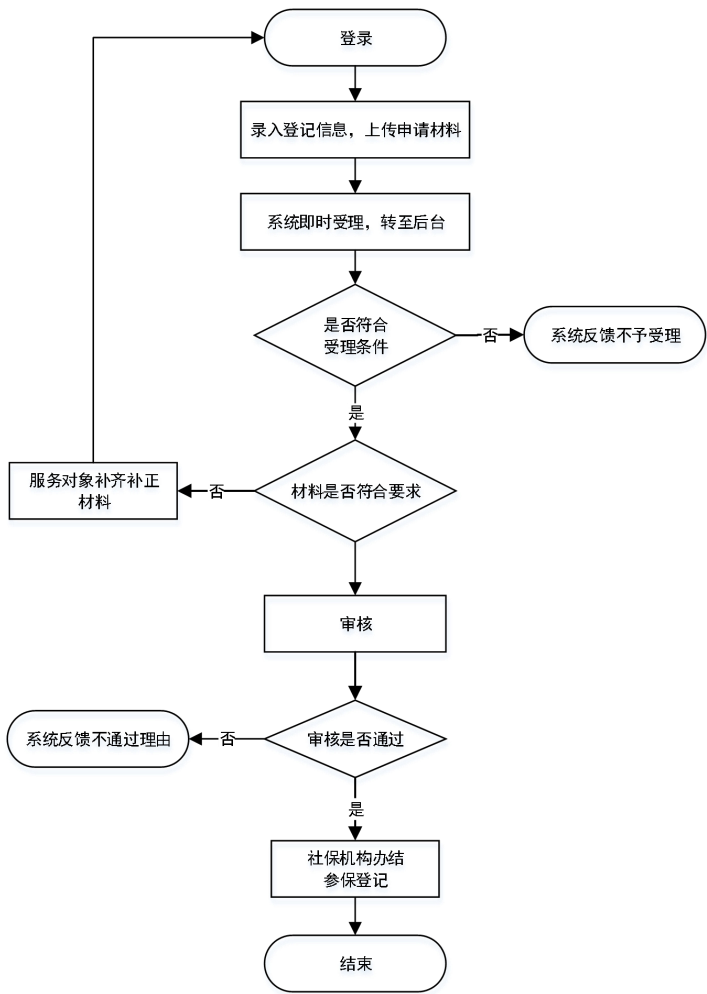 登录
录入登记信息，上传申请材料
系统即时受理，转至后台
是否符合
受理条件
否
系统反馈不予受理
是
服务对象补齐补正
材料
否
材料是否符合要求
审核
系统反馈不通过理由
否
审核是否通过
是
社保机构办结
参保登记
结束